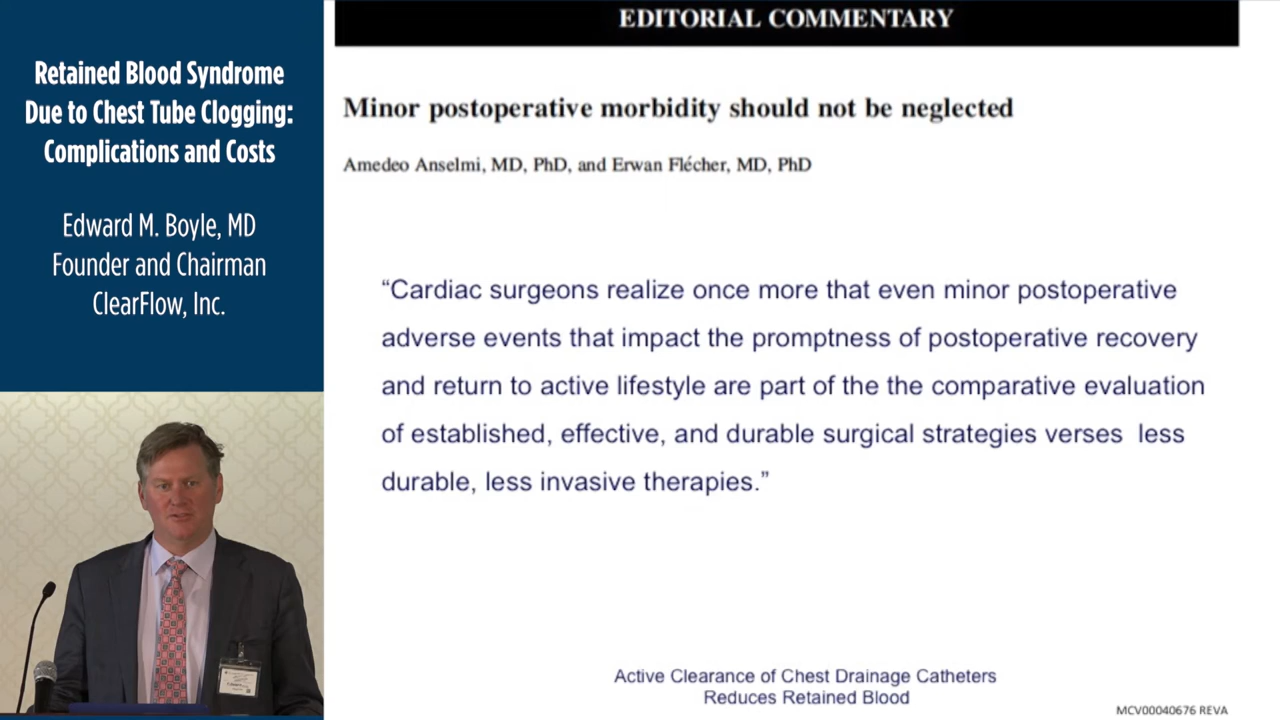 Retained Blood Syndrome
Due to Chest Tube Clogging:
Complications and Costs
Edward M. Boyle, MD
Founder and Chairman
ClearFlow, Inc.
EDITORIAL COMMENTARY
Minor postoperative morbidity should not be neglected
Amedeo Anselmi, MD, PhD, and Erwan Flécher, MD, PhD
“Cardiac surgeons realize once more that even minor postoperative
adverse events that impact the promptness of postoperative recovery
and return to active lifestyle are part of the the comparative evaluation
of established, effective, and durable surgical strategies verses less
durable, less invasive therapies.”
Active Clearance of Chest Drainage Catheters
Reduces Retained Blood
MCV00040676 REVA